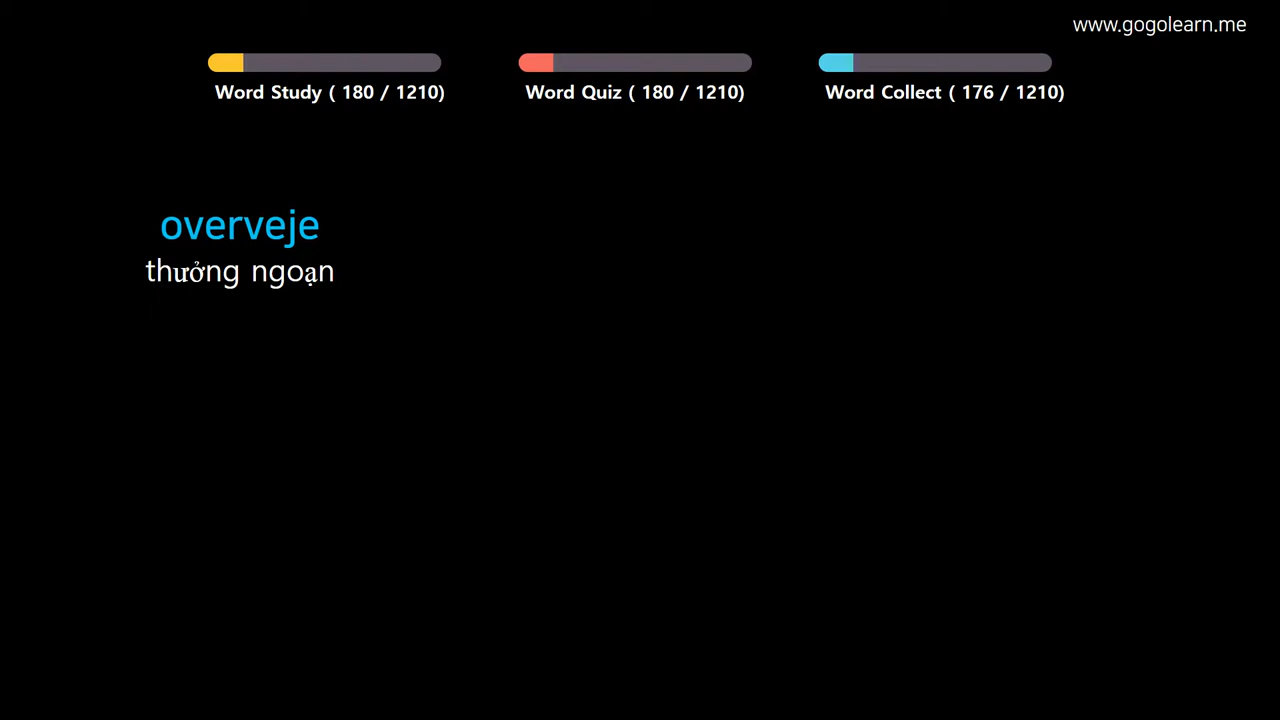 www.gogolearn.me
Word Study ( 180 / 1210)
Word Quiz ( 180 / 1210)
Word Collect ( 176 / 1210)
overveje
thưởng ngoạn